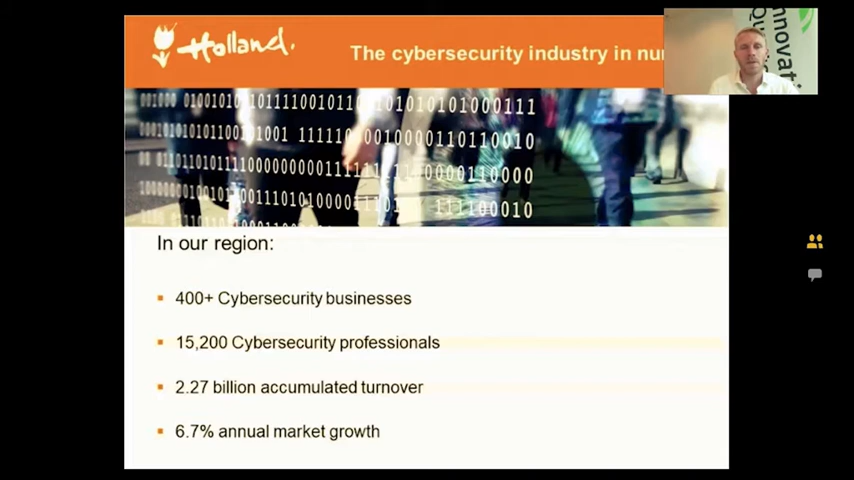 Holland.
The cybersecurity industry in
In our region:
400+ Cybersecurity businesses
15,200 Cybersecurity professionals
2.27 billion accumulated turnover
6.7% annual market growth